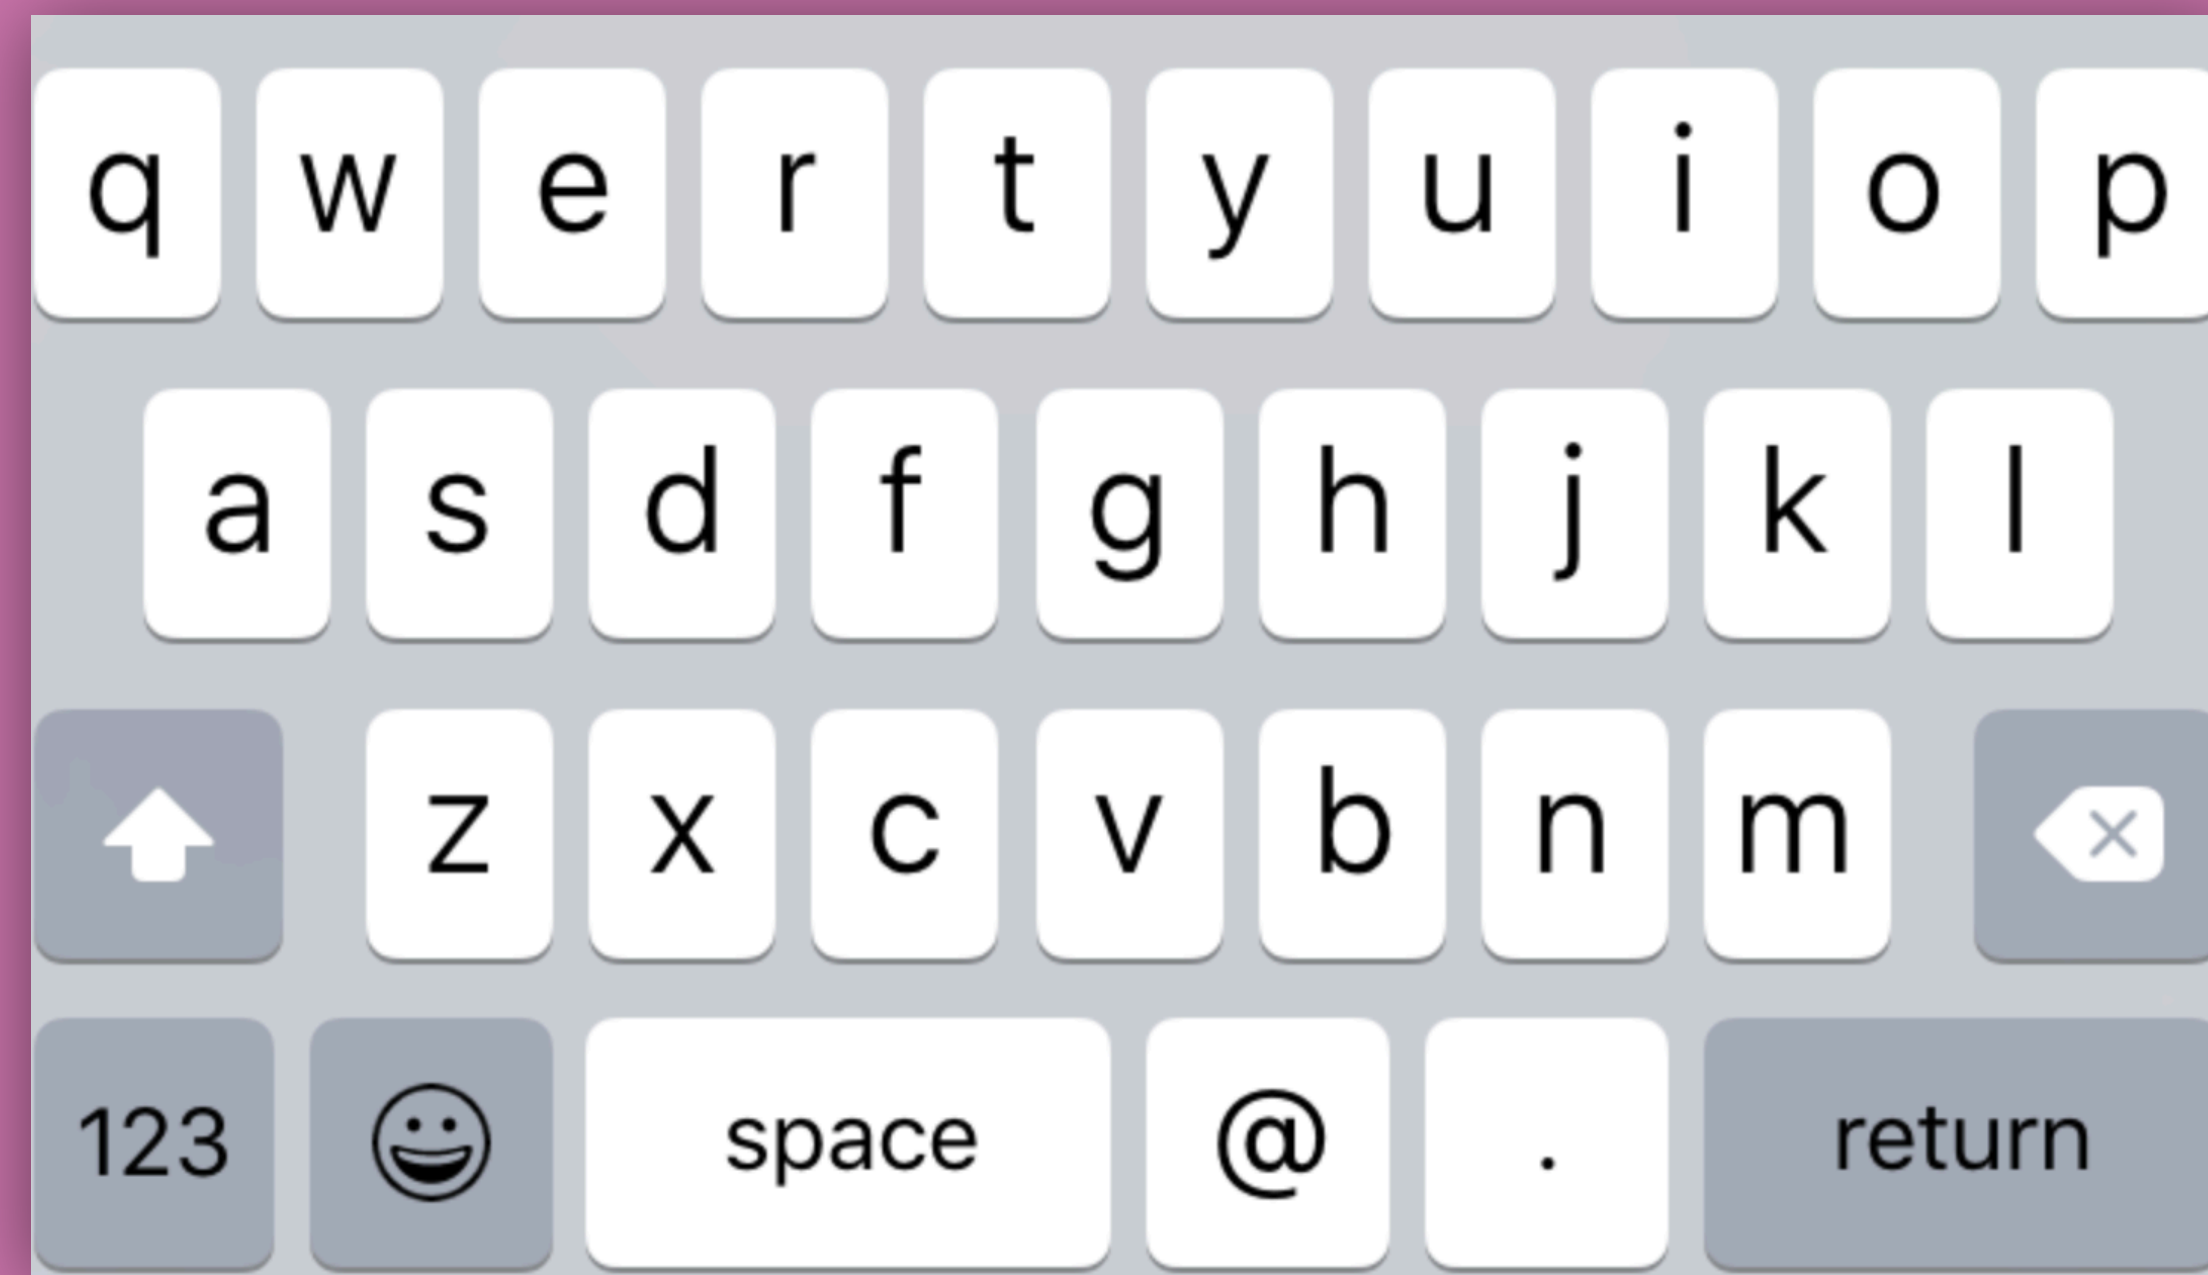 q w e r t y u i o p
a s d f g h j k l
z x c v b n m
123 space @ . return